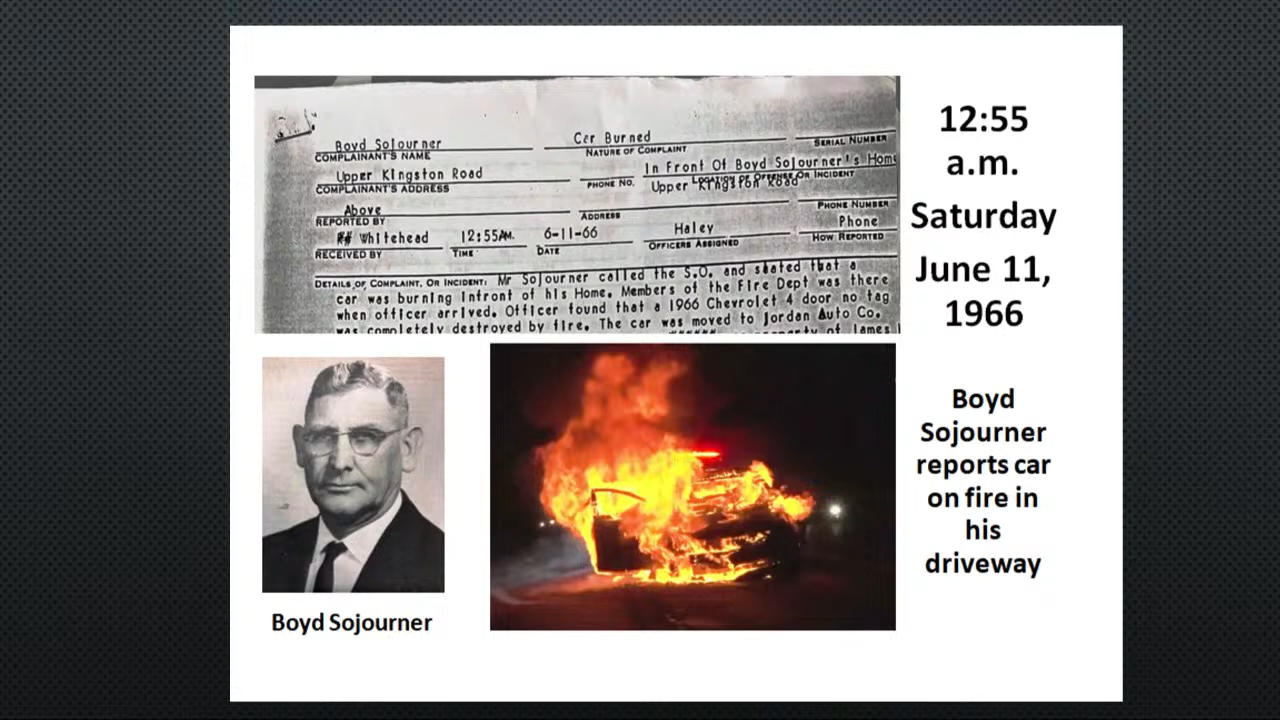 Boyd Sojourner
Car Burned
COMPLAINANT'S NAME
NATURE OF COMPLAINT
SERIAL NUMBER
Upper Kingston Road
In Front Of Boyd Sojourner's Home
COMPLAINANT'S ADDRESS
PHONE NO.
LOCATION OF OFFENSE OR INCIDENT
Upper Kingston Road
Above
REPORTED BY
ADDRESS
PHONE NUMBER
Whitehead
12:55AM.
6-11-66
Haley
Phone
RECEIVED BY
TIME
DATE
OFFICERS ASSIGNED
HOW REPORTED
DETAILS OF COMPLAINT, OR INCIDENT: Mr Sojourner called the S.O. and stated that a
car was burning infront of his Home. Members of the Fire Dept was there
when officer arrived. Officer found that a 1966 Chevrolet 4 door no tag
was completely destroyed by fire. The car was moved to Jordan Auto Co.
property of James
12:55
a.m.
Saturday
June 11,
1966
Boyd
Sojourner
reports car
on fire in
his
driveway
Boyd Sojourner